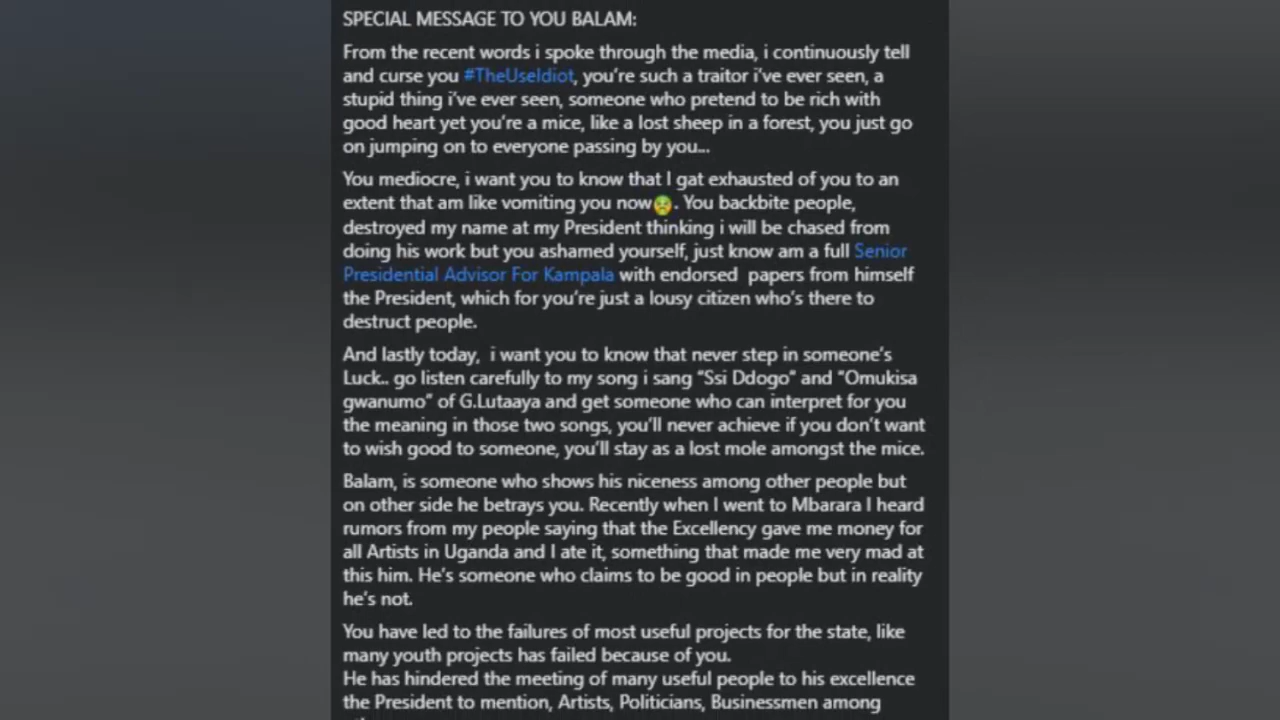 SPECIAL MESSAGE TO YOU BALAM:
From the recent words i spoke through the media, i continuously tell
and curse you #TheUseIdiot, you're such a traitor i've ever seen, a
stupid thing i've ever seen, someone who pretend to be rich with
good heart yet you're a mice, like a lost sheep in a forest, you just go
on jumping on to everyone passing by you...
You mediocre, i want you to know that I gat exhausted of you to an
extent that am like vomiting you now🤢. You backbite people,
destroyed my name at my President thinking i will be chased from
doing his work but you ashamed yourself, just know am a full Senior
Presidential Advisor For Kampala with endorsed papers from himself
the President, which for you're just a lousy citizen who's there to
destruct people.
And lastly today, i want you to know that never step in someone's
Luck.. go listen carefully to my song i sang "Ssi Ddogo" and "Omukisa
gwanumo" of G.Lutaaya and get someone who can interpret for you
the meaning in those two songs, you'll never achieve if you don't want
to wish good to someone, you'll stay as a lost mole amongst the mice.
Balam, is someone who shows his niceness among other people but
on other side he betrays you. Recently when I went to Mbarara I heard
rumors from my people saying that the Excellency gave me money for
all Artists in Uganda and I ate it, something that made me very mad at
this him. He's someone who claims to be good in people but in reality
he's not.
You have led to the failures of most useful projects for the state, like
many youth projects has failed because of you.
He has hindered the meeting of many useful people to his excellence
the President to mention, Artists, Politicians, Businessmen among